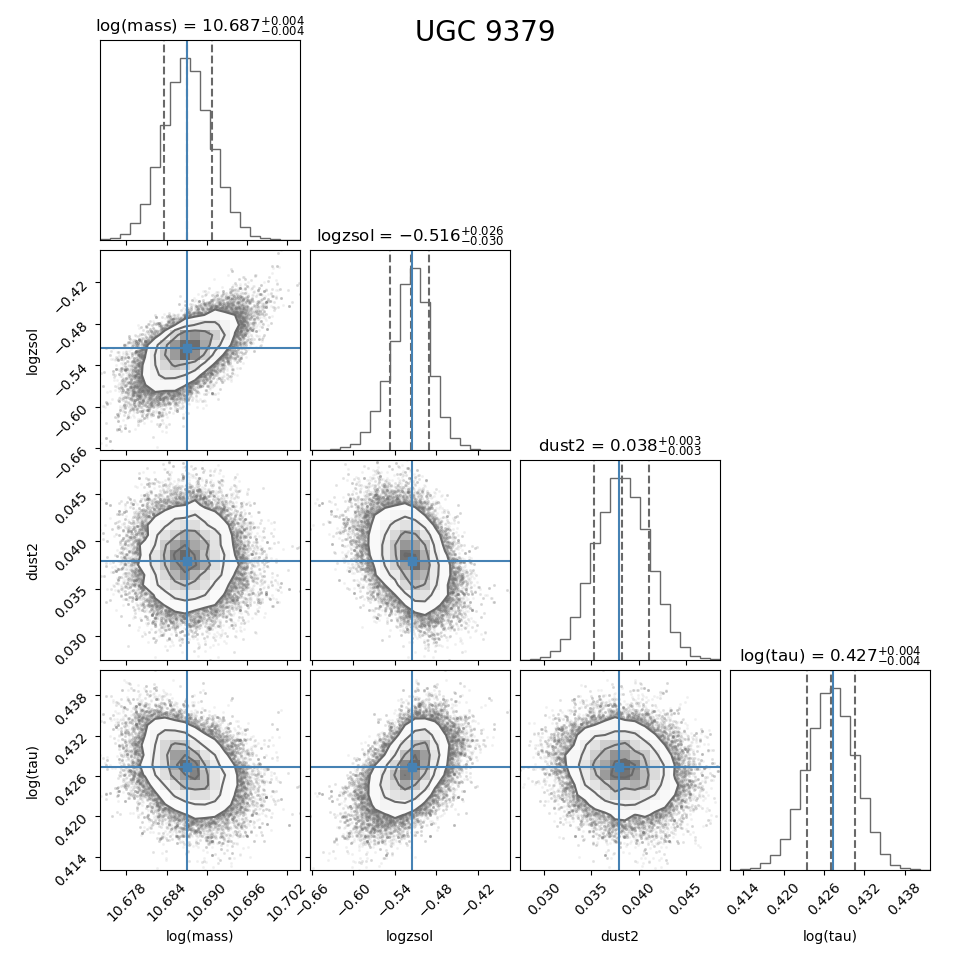 UGC 9379
log(mass) = 10.687+0.004−0.004
logzsol = −0.516+0.026−0.030
−0.42
−0.48
−0.54
−0.60
−0.66
logzsol
dust2 = 0.038+0.003−0.003
0.045
0.040
0.035
0.030
dust2
log(tau) = 0.427+0.004−0.004
0.438
0.432
0.426
0.420
0.414
log(tau)
10.678 10.684 10.690 10.696 10.702
−0.66 −0.60 −0.54 −0.48 −0.42
0.030 0.035 0.040 0.045
0.414 0.420 0.426 0.432 0.438
log(mass) logzsol dust2 log(tau)